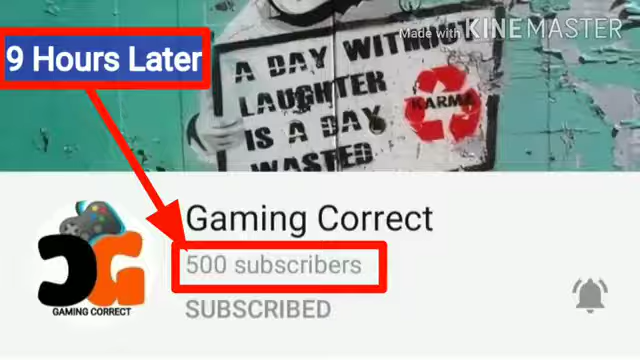 Made with KINEMASTER
9 Hours Later
A DAY WITHOUT
LAUGHTER
IS A DAY
WASTED
KARMA
Gaming Correct
500 subscribers
SUBSCRIBED
CG
GAMING CORRECT